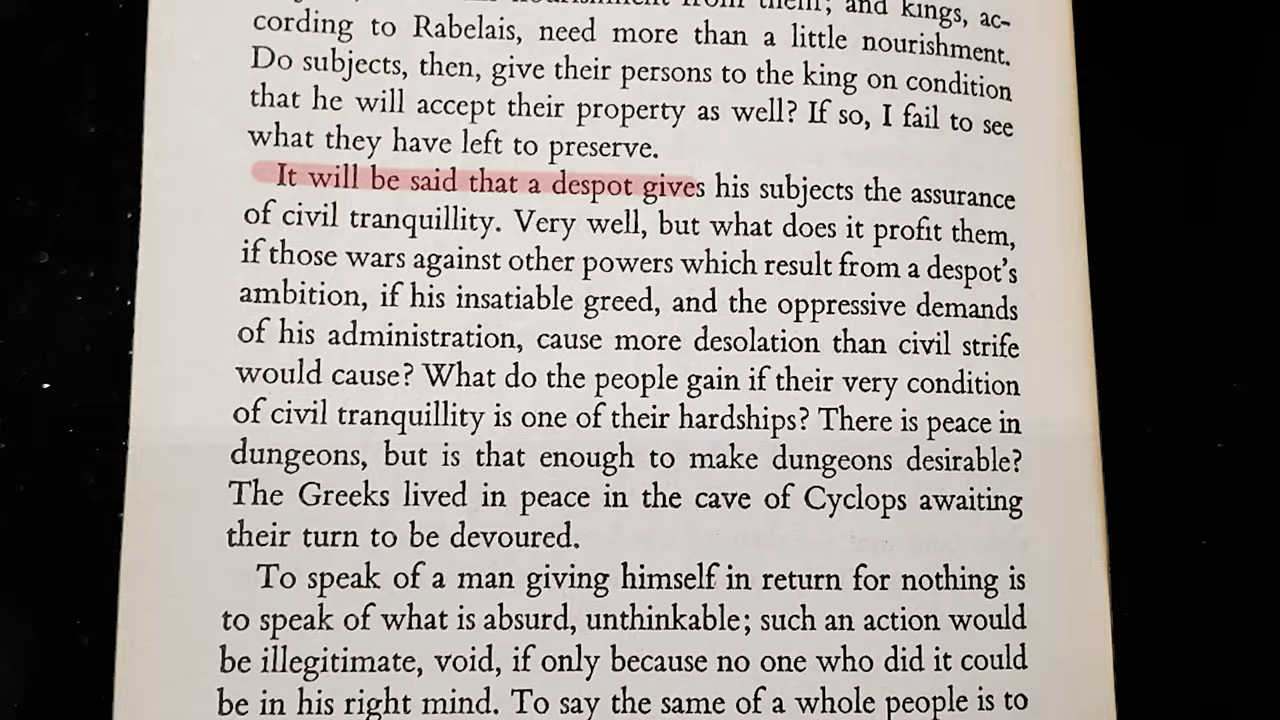 from them; and kings, ac-
cording to Rabelais, need more than a little nourishment.
Do subjects, then, give their persons to the king on condition
that he will accept their property as well? If so, I fail to see
what they have left to preserve.
It will be said that a despot gives his subjects the assurance
of civil tranquillity. Very well, but what does it profit them,
if those wars against other powers which result from a despot's
ambition, if his insatiable greed, and the oppressive demands
of his administration, cause more desolation than civil strife
would cause? What do the people gain if their very condition
of civil tranquillity is one of their hardships? There is peace in
dungeons, but is that enough to make dungeons desirable?
The Greeks lived in peace in the cave of Cyclops awaiting
their turn to be devoured.
To speak of a man giving himself in return for nothing is
to speak of what is absurd, unthinkable; such an action would
be illegitimate, void, if only because no one who did it could
be in his right mind. To say the same of a whole people is to